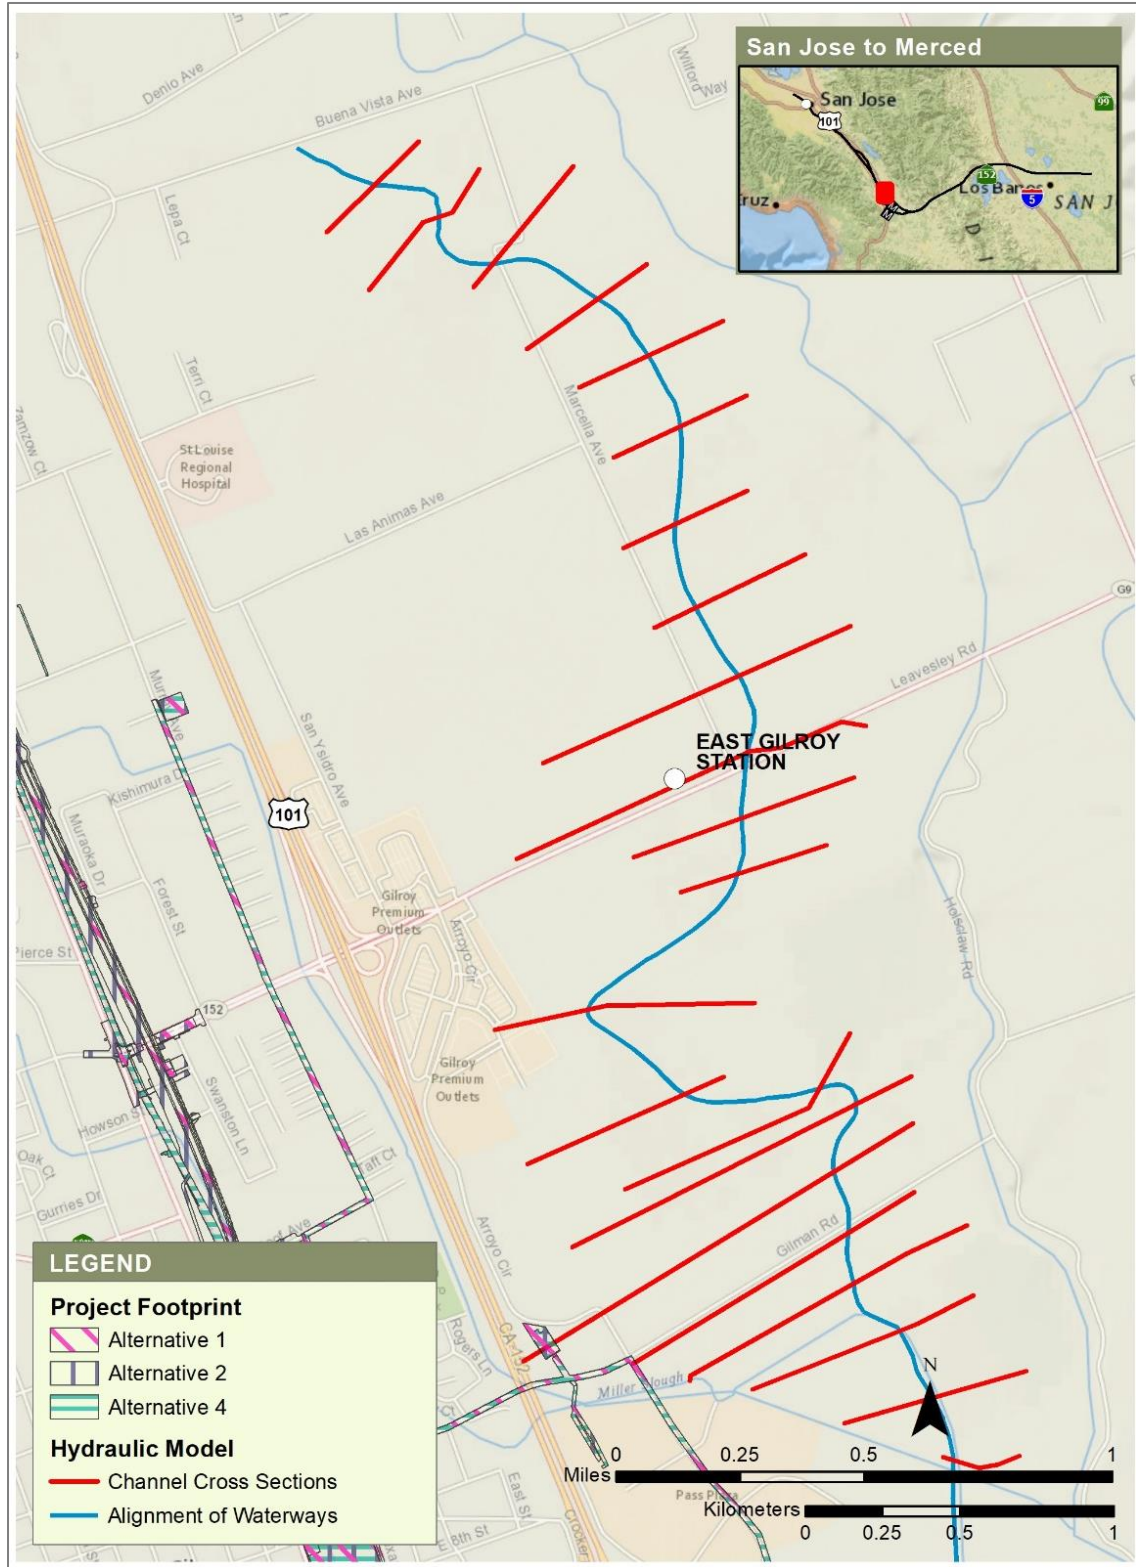 San Jose to Merced
San Jose
101
99
152
Los Banos
5
SAN J
ruz
D I
Denio Ave
Buena Vista Ave
Wilford
Way
Lepa Ct
Terri Ct
Zamzow Ct
St Louise
Regional
Hospital
Marcella Ave
Las Animas Ave
G9
Leavesley Rd
EAST GILROY
STATION
San Ysidro Ave
Kishimura D
Muraoka Dr
101
Forest St
Gilroy
Premium
Outlets
Arroyo Cir
Holsclaw Rd
Pierce St
152
Gilroy
Premium
Outlets
Swanston Ln
Howson S
Oak Ct
Taft Ct
Gurries Dr
Arroyo Cir
Gilman Rd
CA-152
Rogers Ln
Miller Slough
N
LEGEND
Project Footprint
Alternative 1
Alternative 2
Alternative 4
Hydraulic Model
Channel Cross Sections
Alignment of Waterways
0 0.25 0.5 1
Miles
Kilometers
0 0.25 0.5 1
East St
E 8th St
Crocker